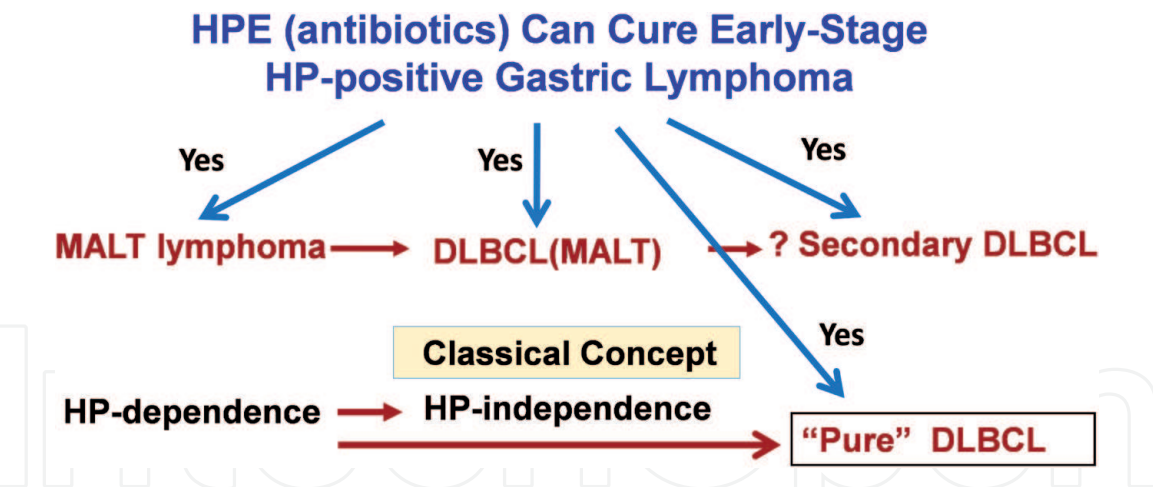 HPE (antibiotics) Can Cure Early-Stage
HP-positive Gastric Lymphoma
Yes
Yes
Yes
MALT lymphoma
DLBCL(MALT)
? Secondary DLBCL
Yes
Classical Concept
HP-dependence
HP-independence
“Pure” DLBCL